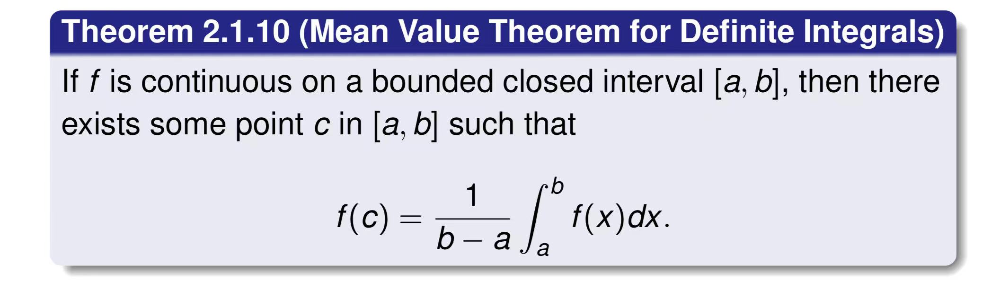 Theorem 2.1.10 (Mean Value Theorem for Definite Integrals)
If f is continuous on a bounded closed interval [a, b], then there
exists some point c in [a, b] such that
f(c) = \frac{1}{b − a} \int_a^b f(x)dx.